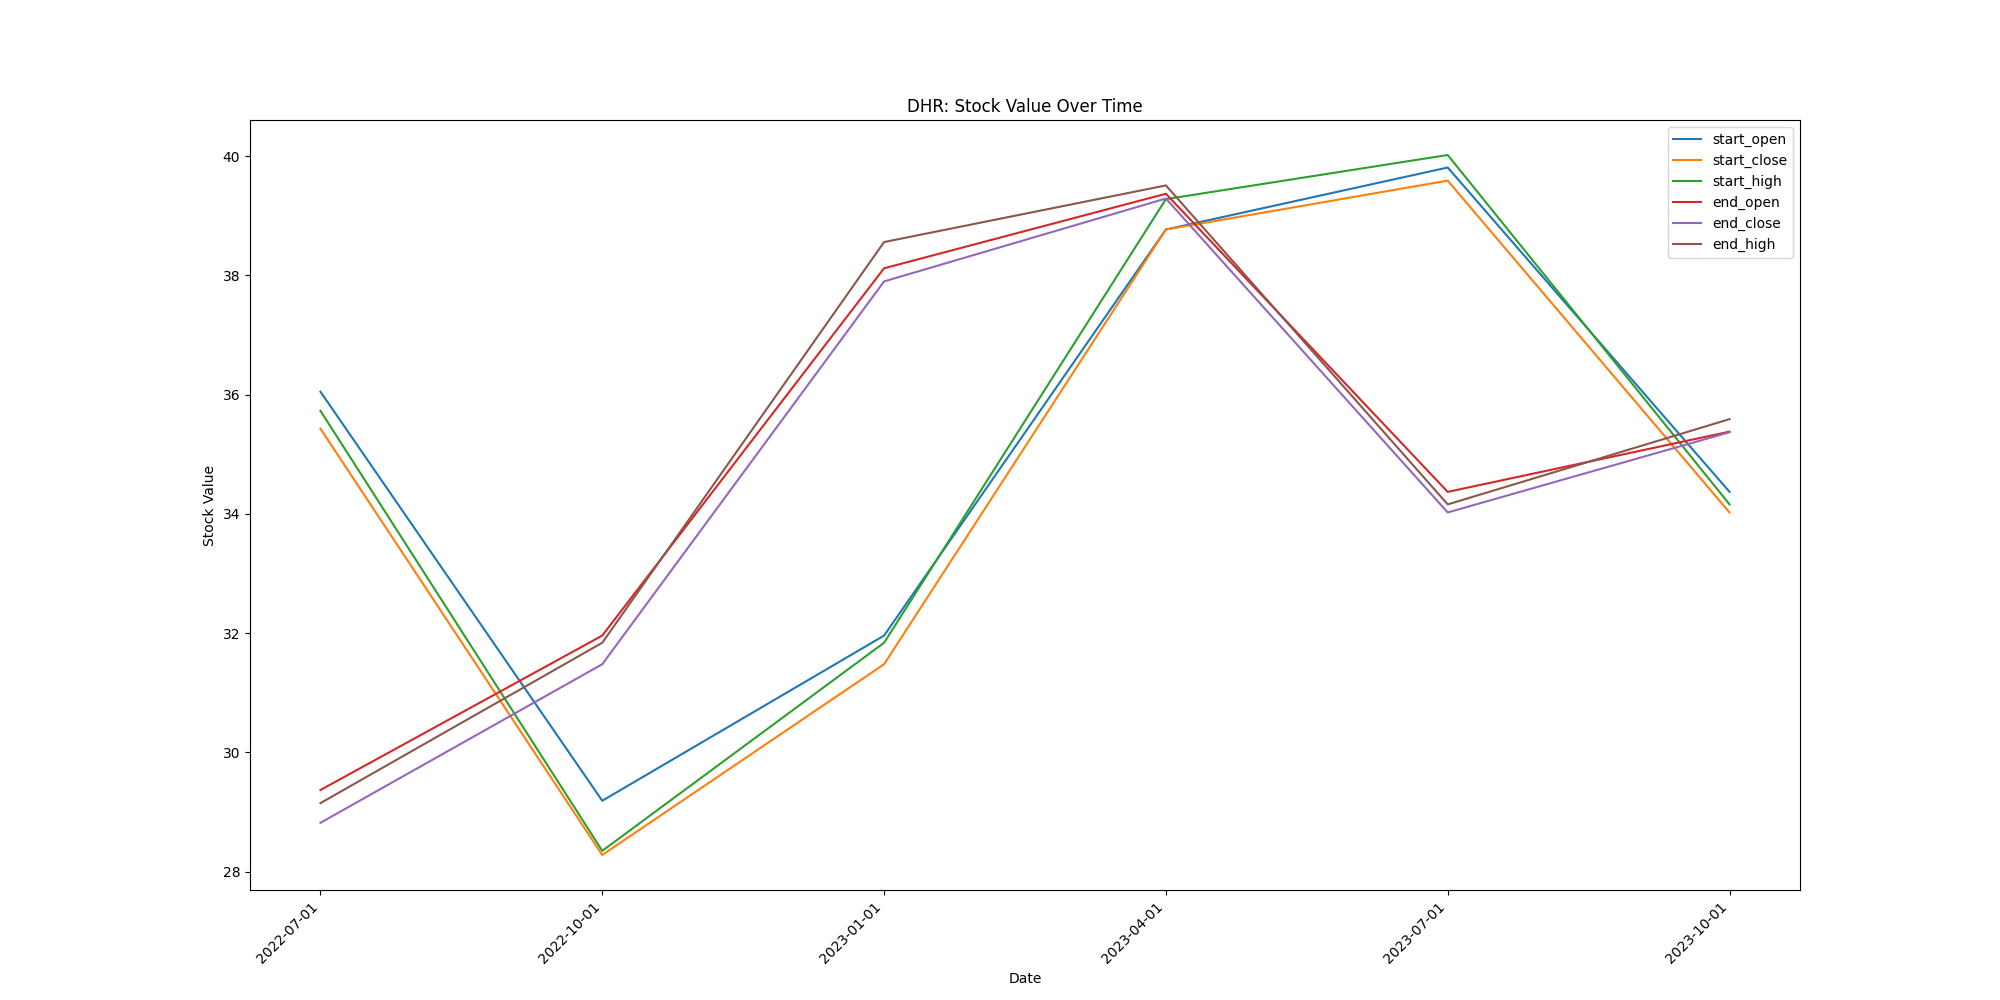 DHR: Stock Value Over Time
start_open
start_close
start_high
end_open
end_close
end_high
Stock Value
40
38
36
34
32
30
28
2022-07-01
2022-10-01
2023-01-01
2023-04-01
2023-07-01
2023-10-01
Date